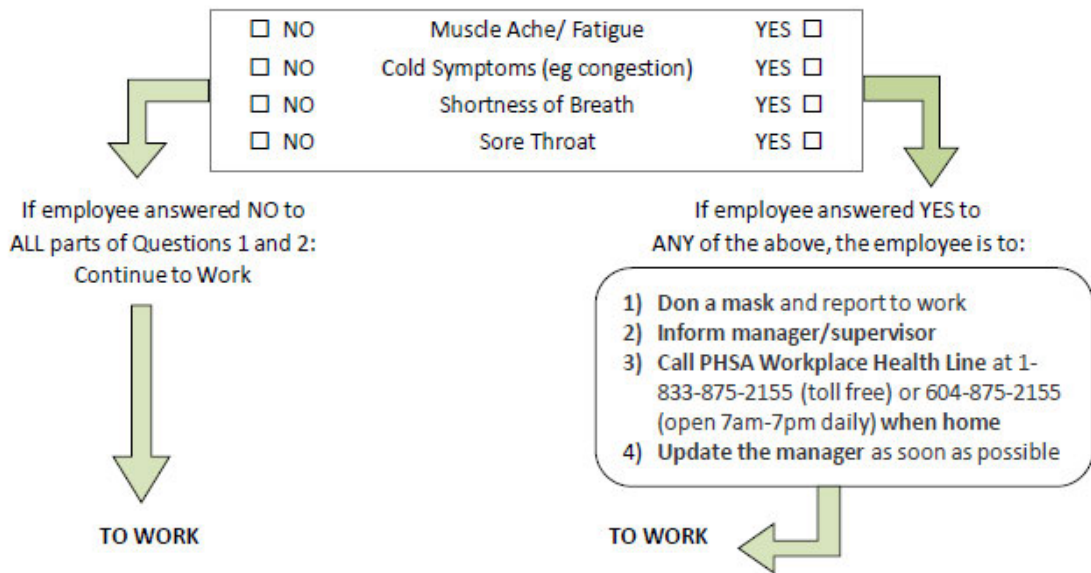 ☐ NO Muscle Ache/ Fatigue YES ☐
☐ NO Cold Symptoms (eg congestion) YES ☐
☐ NO Shortness of Breath YES ☐
☐ NO Sore Throat YES ☐
If employee answered NO to
ALL parts of Questions 1 and 2:
Continue to Work
If employee answered YES to
ANY of the above, the employee is to:
1) Don a mask and report to work
2) Inform manager/supervisor
3) Call PHSA Workplace Health Line at 1-
833-875-2155 (toll free) or 604-875-2155
(open 7am-7pm daily) when home
4) Update the manager as soon as possible
TO WORK
TO WORK